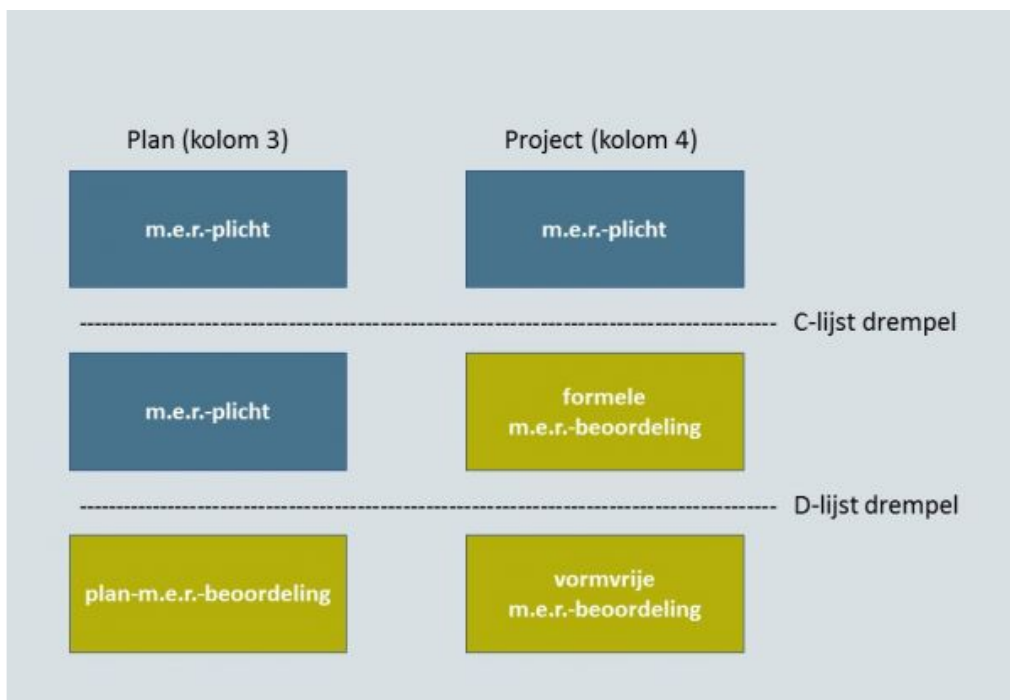 Plan (kolom 3)
Project (kolom 4)
m.e.r.-plicht
m.e.r.-plicht
C-lijst drempel
m.e.r.-plicht
formele
m.e.r.-beoordeling
D-lijst drempel
plan-m.e.r.-beoordeling
vormvrije
m.e.r.-beoordeling